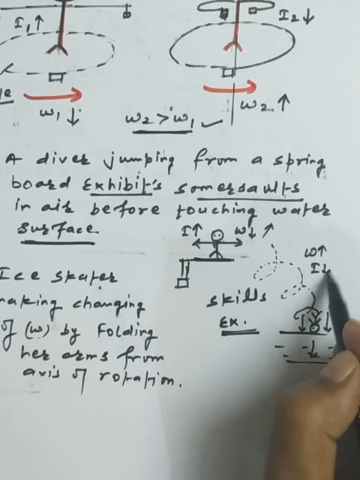 I₁↑
I₂↓
ω₁↓
ω₂>ω₁
ω₂↑
A diver jumping from a spring
board Exhibits somersaults
in air before touching water
surface.
I↑ ω↓
ω↑
I↓
Ice skater
making changing
of (ω) by Folding
her arms from
axis of rotation.
skills
Ex.